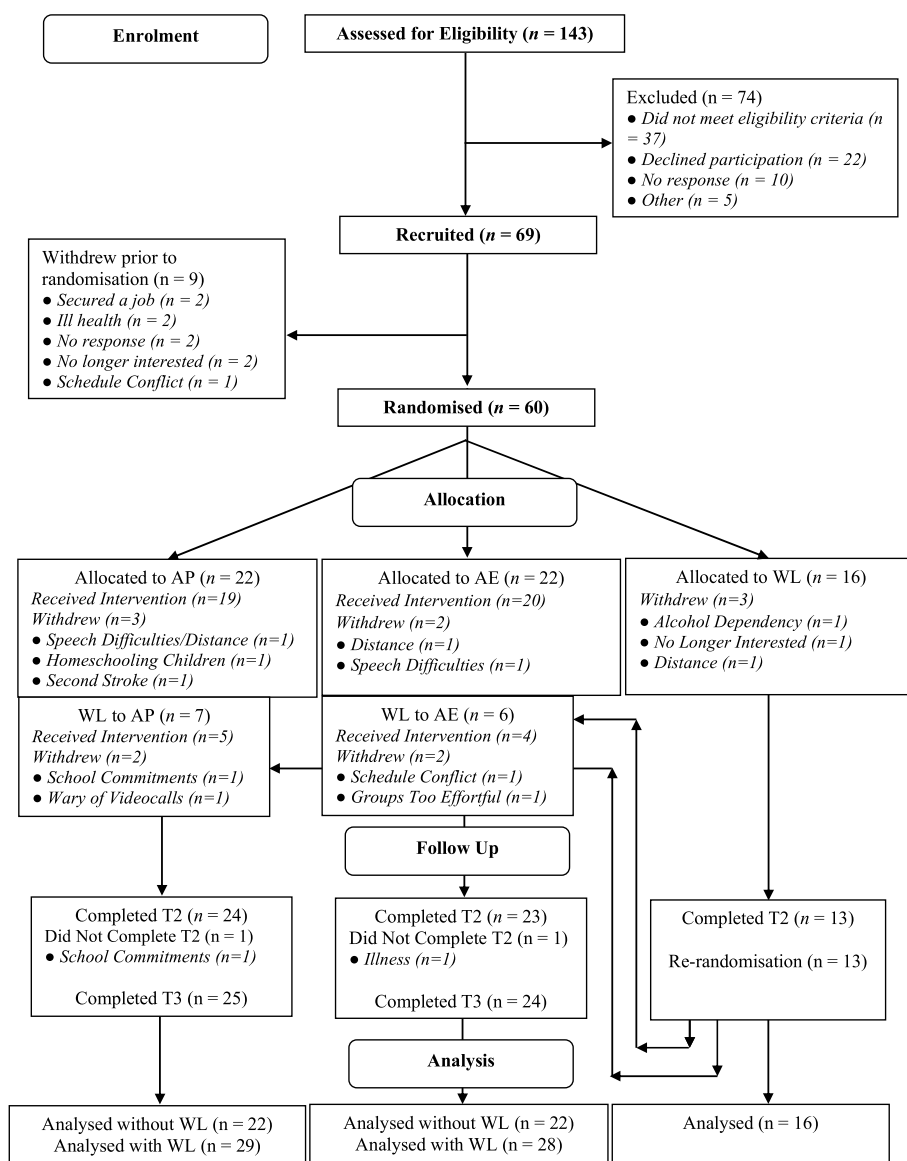 Enrolment
Assessed for Eligibility (n = 143)
Excluded (n = 74)
● Did not meet eligibility criteria (n
= 37)
● Declined participation (n = 22)
● No response (n = 10)
● Other (n = 5)
Recruited (n = 69)
Withdrew prior to
randomisation (n = 9)
● Secured a job (n = 2)
● Ill health (n = 2)
● No response (n = 2)
● No longer interested (n = 2)
● Schedule Conflict (n = 1)
Randomised (n = 60)
Allocation
Allocated to AP (n = 22)
Received Intervention (n=19)
Withdrew (n=3)
● Speech Difficulties/Distance (n=1)
● Homeschooling Children (n=1)
● Second Stroke (n=1)
Allocated to AE (n = 22)
Received Intervention (n=20)
Withdrew (n=2)
● Distance (n=1)
● Speech Difficulties (n=1)
Allocated to WL (n = 16)
Withdrew (n=3)
● Alcohol Dependency (n=1)
● No Longer Interested (n=1)
● Distance (n=1)
WL to AP (n = 7)
Received Intervention (n=5)
Withdrew (n=2)
● School Commitments (n=1)
● Wary of Videocalls (n=1)
WL to AE (n = 6)
Received Intervention (n=4)
Withdrew (n=2)
● Schedule Conflict (n=1)
● Groups Too Effortful (n=1)
Follow Up
Completed T2 (n = 24)
Did Not Complete T2 (n = 1)
● School Commitments (n=1)
Completed T3 (n = 25)
Completed T2 (n = 23)
Did Not Complete T2 (n = 1)
● Illness (n=1)
Completed T3 (n = 24)
Completed T2 (n = 13)
Re-randomisation (n = 13)
Analysis
Analysed without WL (n = 22)
Analysed with WL (n = 29)
Analysed without WL (n = 22)
Analysed with WL (n = 28)
Analysed (n = 16)